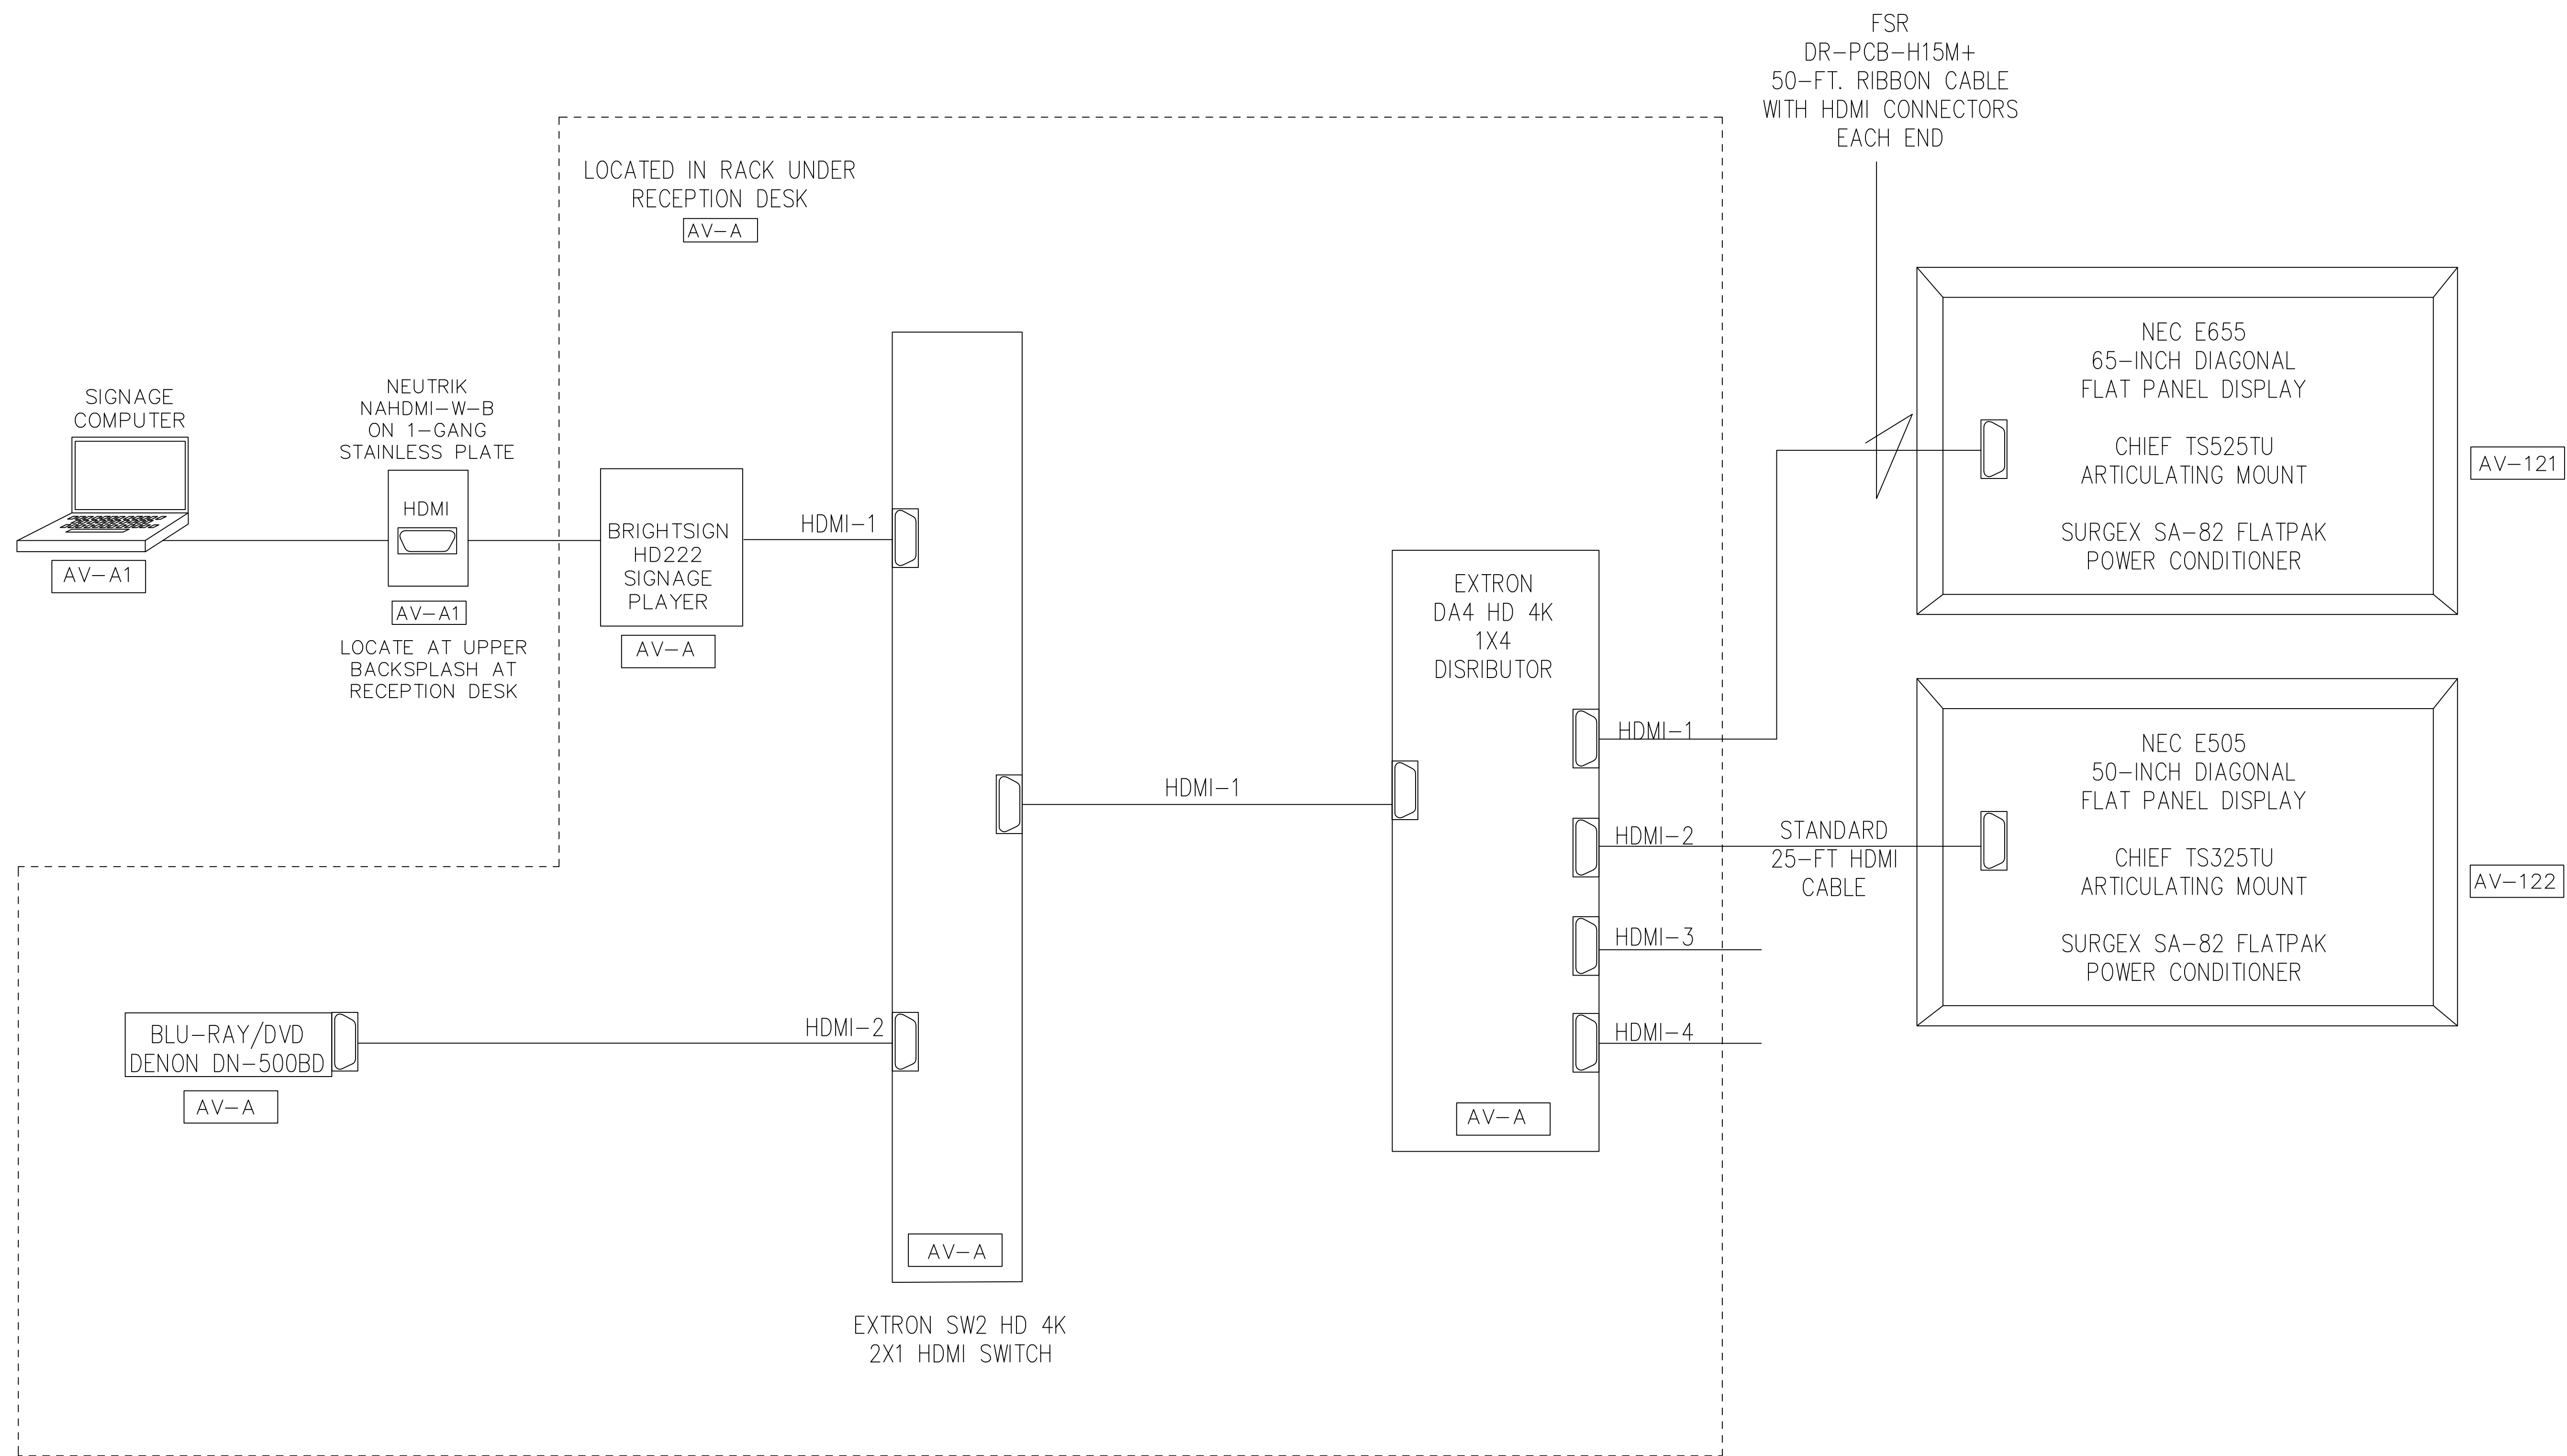 FSR
DR-PCB-H15M+
50-FT. RIBBON CABLE
WITH HDMI CONNECTORS
EACH END
LOCATED IN RACK UNDER
RECEPTION DESK
AV-A
SIGNAGE
COMPUTER
AV-A1
NEUTRIK
NAHDMI-W-B
ON 1-GANG
STAINLESS PLATE
HDMI
AV-A1
LOCATE AT UPPER
BACKSPLASH AT
RECEPTION DESK
BRIGHTSIGN
HD222
SIGNAGE
PLAYER
AV-A
HDMI-1
BLU-RAY/DVD
DENON DN-500BD
AV-A
HDMI-2
AV-A
EXTRON SW2 HD 4K
2X1 HDMI SWITCH
HDMI-1
EXTRON
DA4 HD 4K
1X4
DISRIBUTOR
AV-A
HDMI-1
HDMI-2
HDMI-3
HDMI-4
STANDARD
25-FT HDMI
CABLE
NEC E655
65-INCH DIAGONAL
FLAT PANEL DISPLAY
CHIEF TS525TU
ARTICULATING MOUNT
SURGEX SA-82 FLATPAK
POWER CONDITIONER
AV-121
NEC E505
50-INCH DIAGONAL
FLAT PANEL DISPLAY
CHIEF TS325TU
ARTICULATING MOUNT
SURGEX SA-82 FLATPAK
POWER CONDITIONER
AV-122